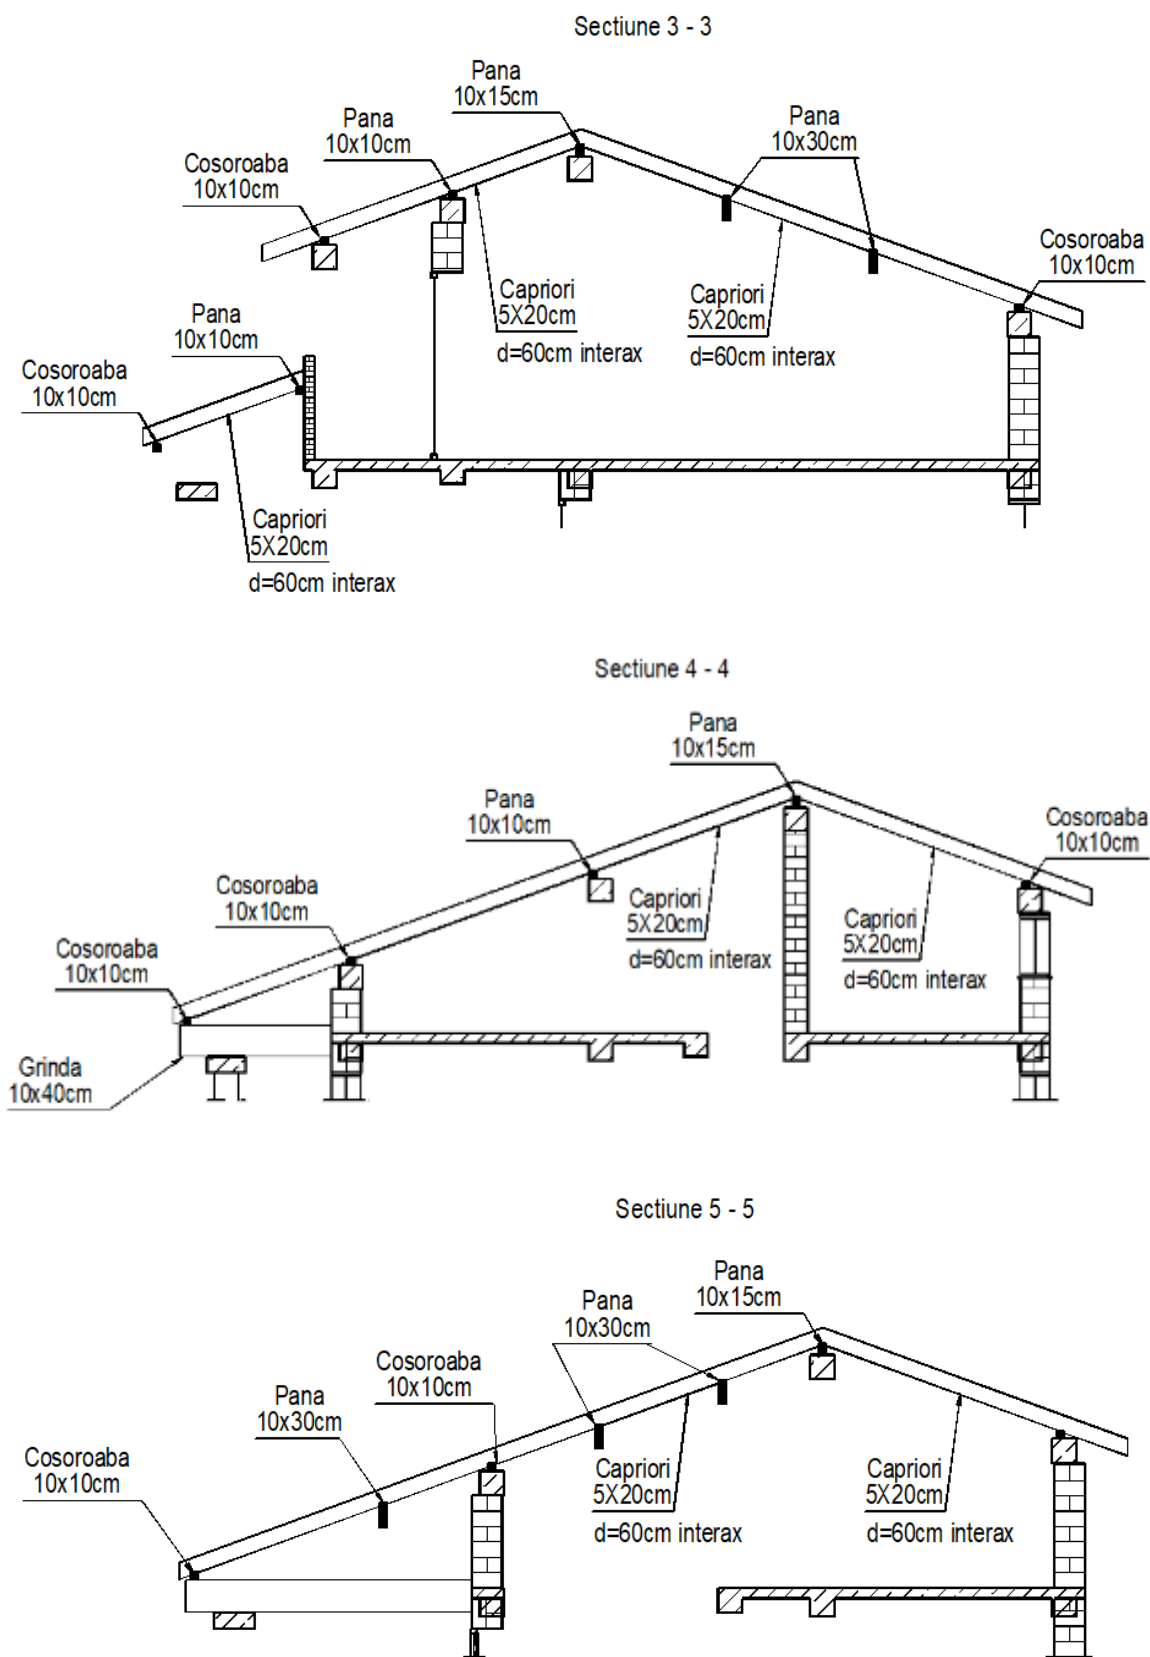 Sectiune 3 - 3
Pana
10x15cm
Pana
10x10cm
Pana
10x30cm
Cosoroaba
10x10cm
Cosoroaba
10x10cm
Capriori
5X20cm
d=60cm interax
Capriori
5X20cm
d=60cm interax
Pana
10x10cm
Cosoroaba
10x10cm
Capriori
5X20cm
d=60cm interax
Sectiune 4 - 4
Pana
10x15cm
Pana
10x10cm
Cosoroaba
10x10cm
Cosoroaba
10x10cm
Capriori
5X20cm
d=60cm interax
Capriori
5X20cm
d=60cm interax
Cosoroaba
10x10cm
Grinda
10x40cm
Sectiune 5 - 5
Pana
10x15cm
Pana
10x30cm
Cosoroaba
10x10cm
Pana
10x30cm
Cosoroaba
10x10cm
Capriori
5X20cm
d=60cm interax
Capriori
5X20cm
d=60cm interax